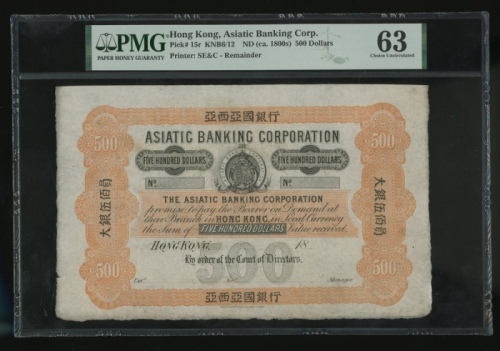 PMG
PAPER MONEY GUARANTY
Hong Kong, Asiatic Banking Corp.
Pick# 15r KNB6/12 ND (ca. 1800s) 500 Dollars
Printer: SE&C - Remainder
63
Choice Uncirculated
亞西亞國銀行
500
500
ASIATIC BANKING CORPORATION
FIVE HUNDRED DOLLARS
FIVE HUNDRED DOLLARS
No.
No.
大銀伍佰員
大銀伍佰員
THE ASIATIC BANKING CORPORATION
promise to pay the Bearer on Demand at
their Branch in HONG KONG in Local Currency
the Sum of FIVE HUNDRED DOLLARS Value received.
HONG KONG 18
500
By order of the Court of Directors.
500
500
Entd.
Manager
亞西亞國銀行